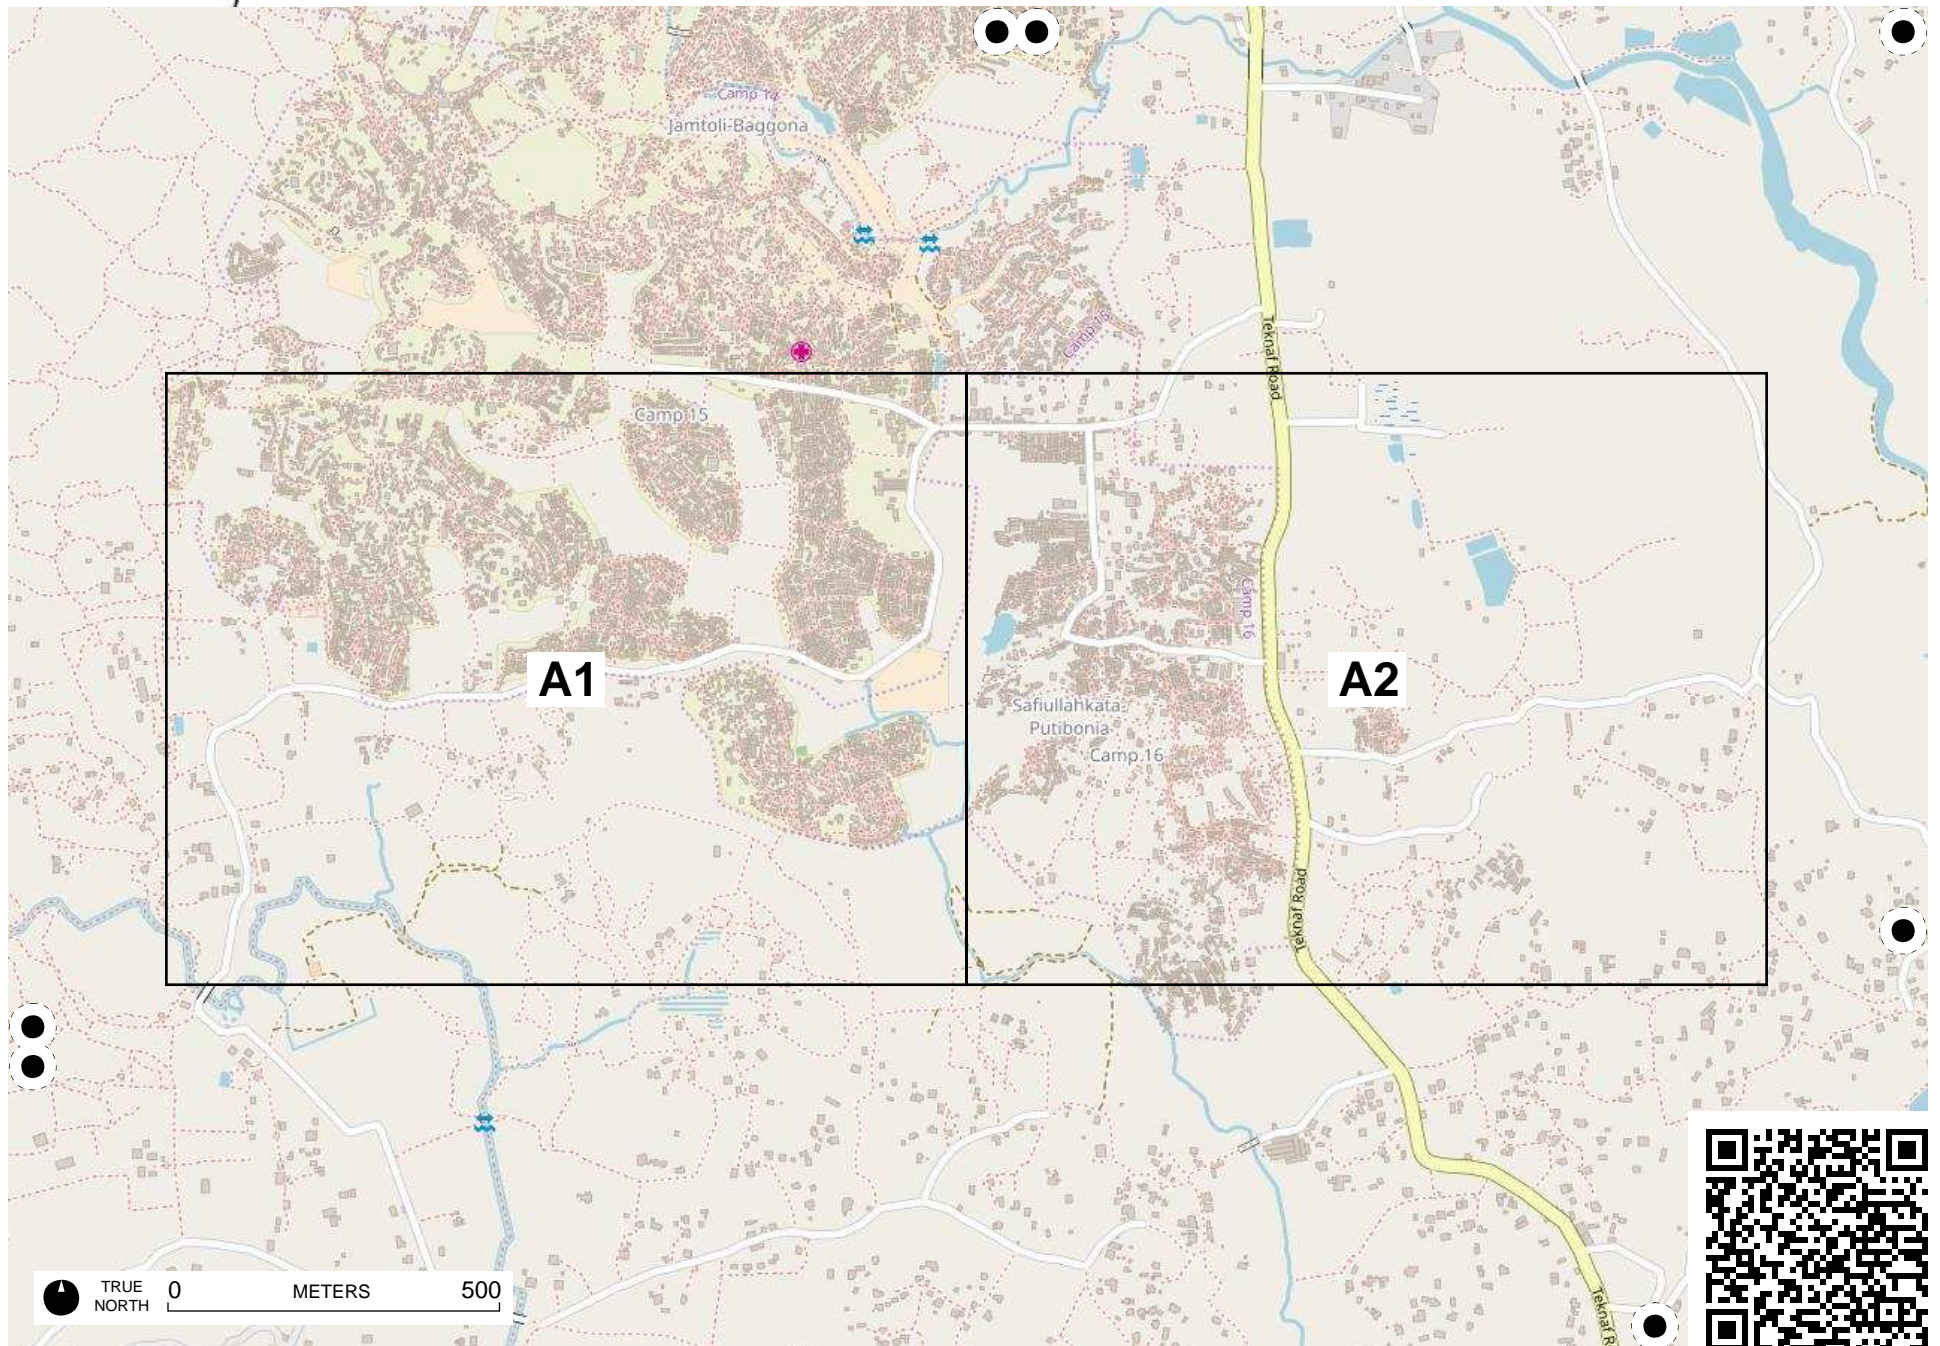 Camp 14
Jamtoli-Baggona
Camp 16
Teknaf Road
Camp 15
Camp 16
A1
A2
Safiullahkata-
Putibonia
Camp 16
Teknaf Road
TRUE
NORTH
0
METERS
500
Teknaf R